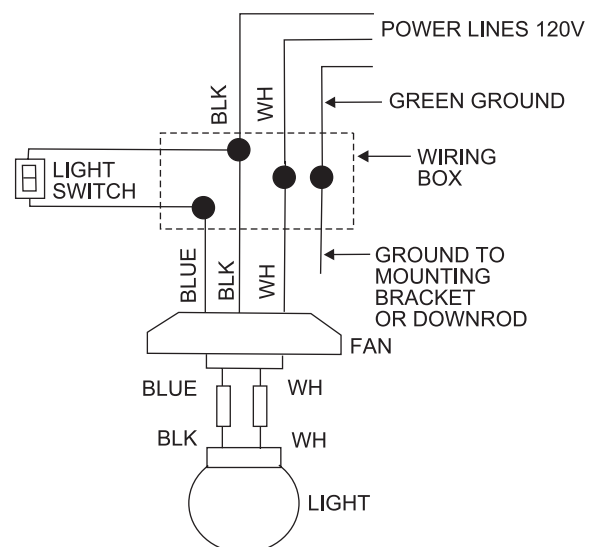 POWER LINES 120V
BLK
WH
GREEN GROUND
LIGHT
SWITCH
WIRING
BOX
BLUE
BLK
WH
GROUND TO
MOUNTING
BRACKET
OR DOWNROD
FAN
BLUE
WH
BLK
WH
LIGHT